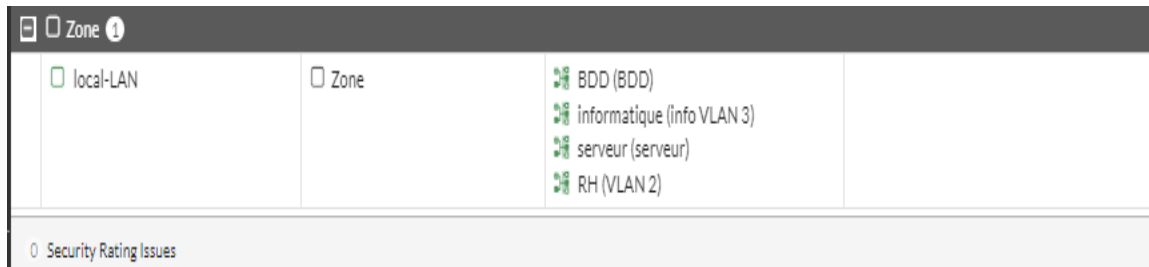 Zone 1
local-LAN Zone BDD (BDD)
informatique (info VLAN 3)
serveur (serveur)
RH (VLAN 2)
0 Security Rating Issues